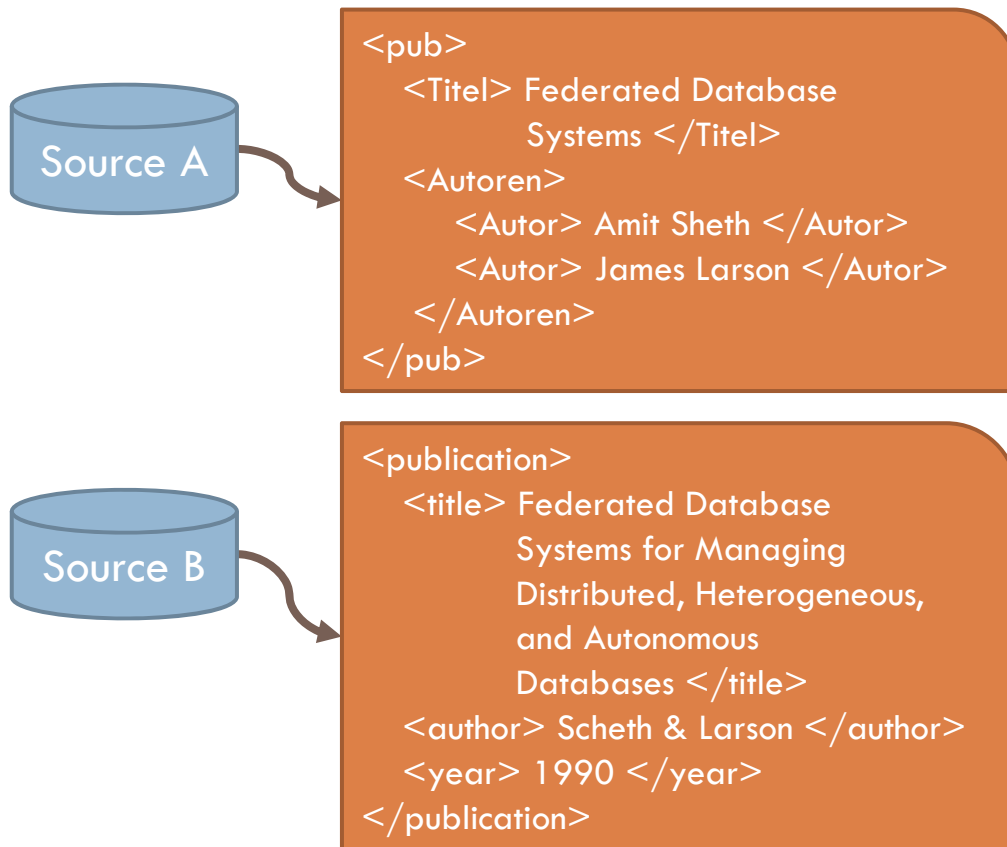 Source A
<pub>
<Titel> Federated Database
Systems </Titel>
<Autoren>
<Autor> Amit Sheth </Autor>
<Autor> James Larson </Autor>
</Autoren>
</pub>
Source B
<publication>
<title> Federated Database
Systems for Managing
Distributed, Heterogeneous,
and Autonomous
Databases </title>
<author> Scheth & Larson </author>
<year> 1990 </year>
</publication>